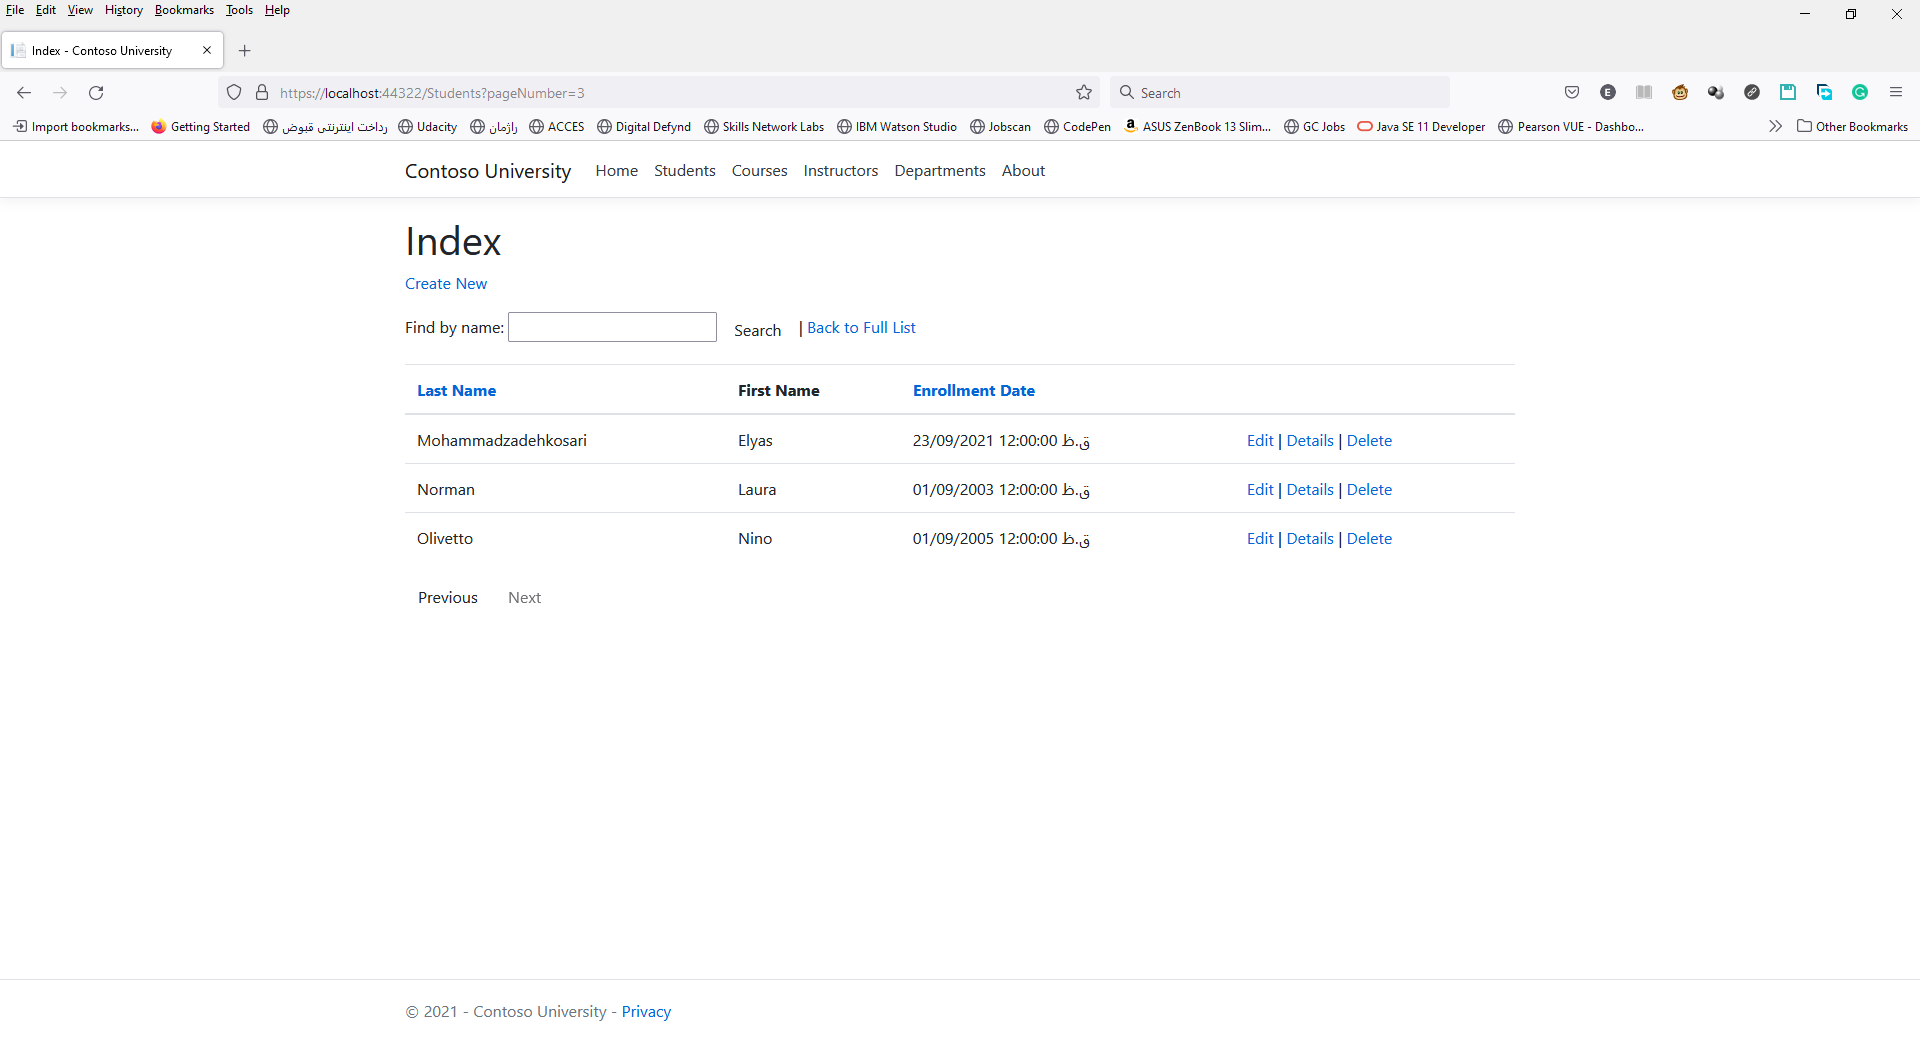 File Edit View History Bookmarks Tools Help
Index - Contoso University
https://localhost:44322/Students?pageNumber=3
Search
E
Import bookmarks... Getting Started رداخت اینترنتی قبوض Udacity راژمان ACCES Digital Defynd Skills Network Labs IBM Watson Studio Jobscan CodePen ASUS ZenBook 13 Slim... GC Jobs Java SE 11 Developer Pearson VUE - Dashbo... Other Bookmarks
Contoso University Home Students Courses Instructors Departments About
Index
Create New
Find by name: Search | Back to Full List
Last Name First Name Enrollment Date
Mohammadzadehkosari Elyas 23/09/2021 12:00:00 ق.ظ Edit | Details | Delete
Norman Laura 01/09/2003 12:00:00 ق.ظ Edit | Details | Delete
Olivetto Nino 01/09/2005 12:00:00 ق.ظ Edit | Details | Delete
Previous Next
© 2021 - Contoso University - Privacy